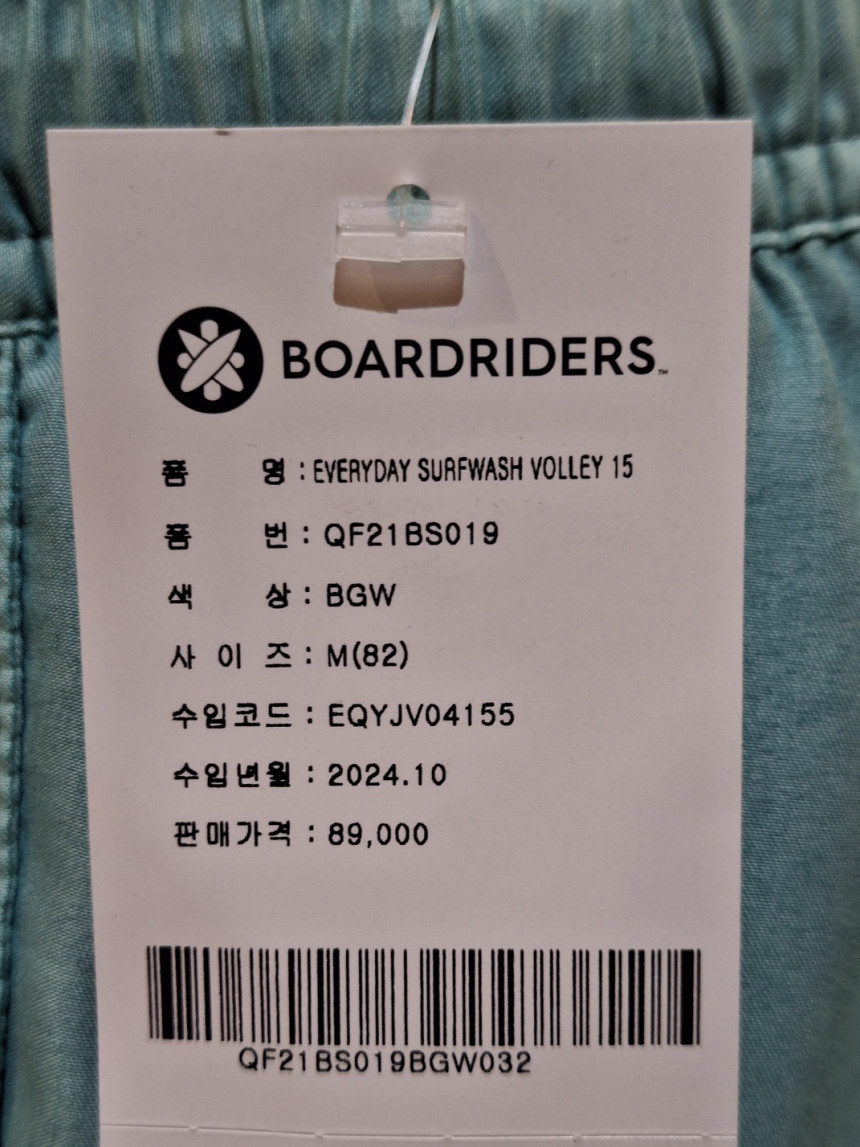 BOARDRIDERS™
품 명 : EVERYDAY SURFWASH VOLLEY 15
품 번 : QF21BS019
색 상 : BGW
사 이 즈 : M(82)
수입코드 : EQYJV04155
수입년월 : 2024.10
판매가격 : 89,000
QF21BS019BGW032